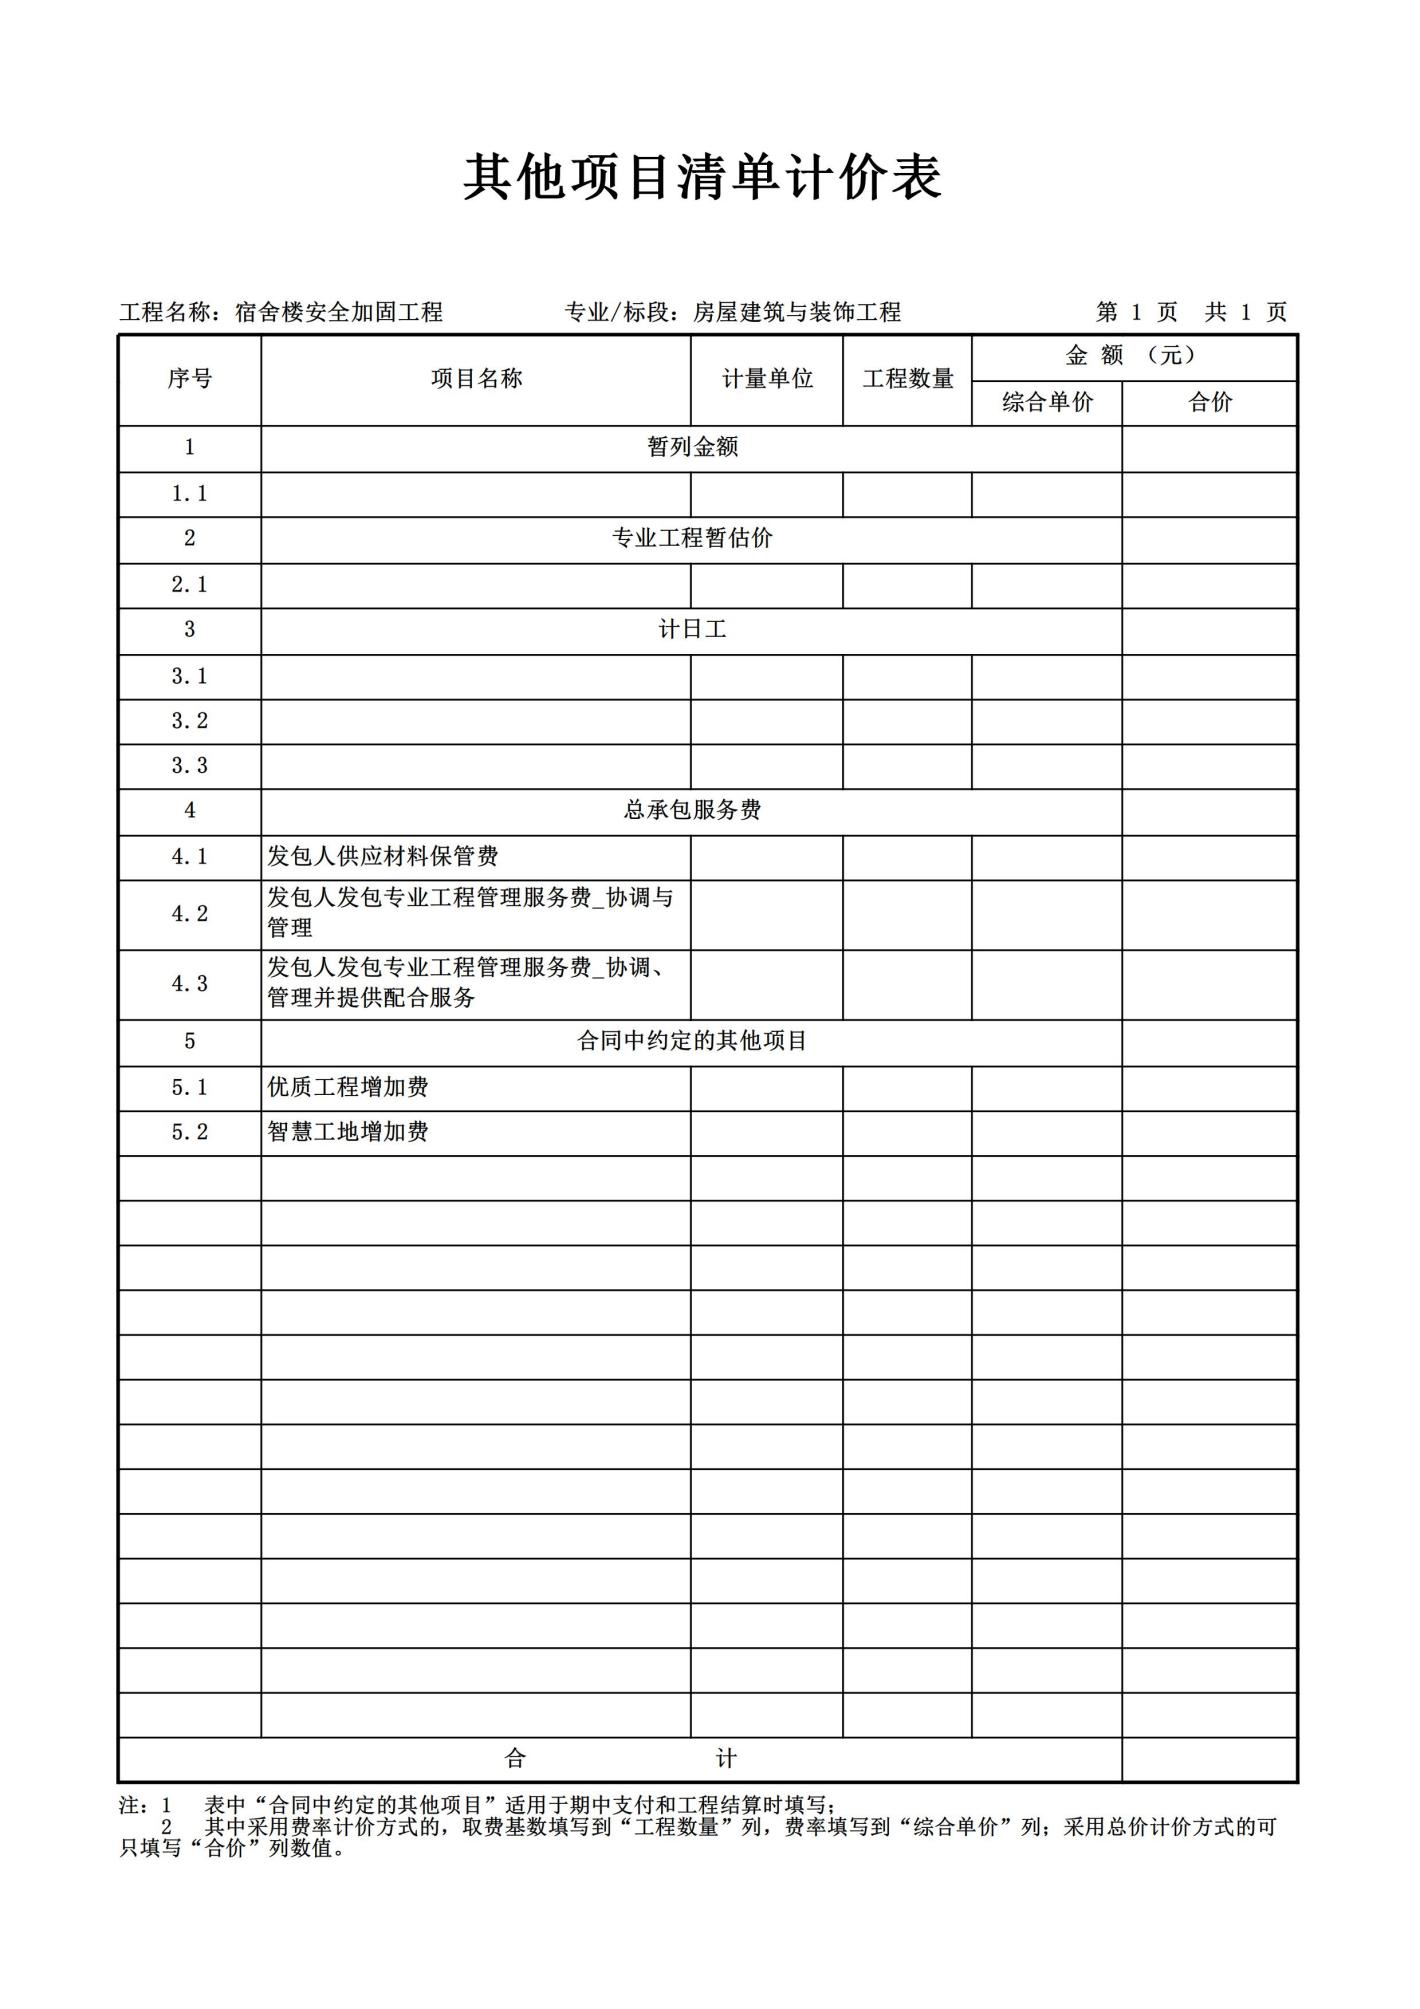 其他项目清单计价表
工程名称：宿舍楼安全加固工程 专业/标段：房屋建筑与装饰工程 第 1 页 共 1 页
序号 项目名称 计量单位 工程数量 金 额 （元）
综合单价 合价
1 暂列金额
1.1
2 专业工程暂估价
2.1
3 计日工
3.1
3.2
3.3
4 总承包服务费
4.1 发包人供应材料保管费
4.2 发包人发包专业工程管理服务费_协调与
管理
4.3 发包人发包专业工程管理服务费_协调、
管理并提供配合服务
5 合同中约定的其他项目
5.1 优质工程增加费
5.2 智慧工地增加费
合 计
注：1 表中“合同中约定的其他项目”适用于期中支付和工程结算时填写；
2 其中采用费率计价方式的，取费基数填写到“工程数量”列，费率填写到“综合单价”列；采用总价计价方式的可
只填写“合价”列数值。